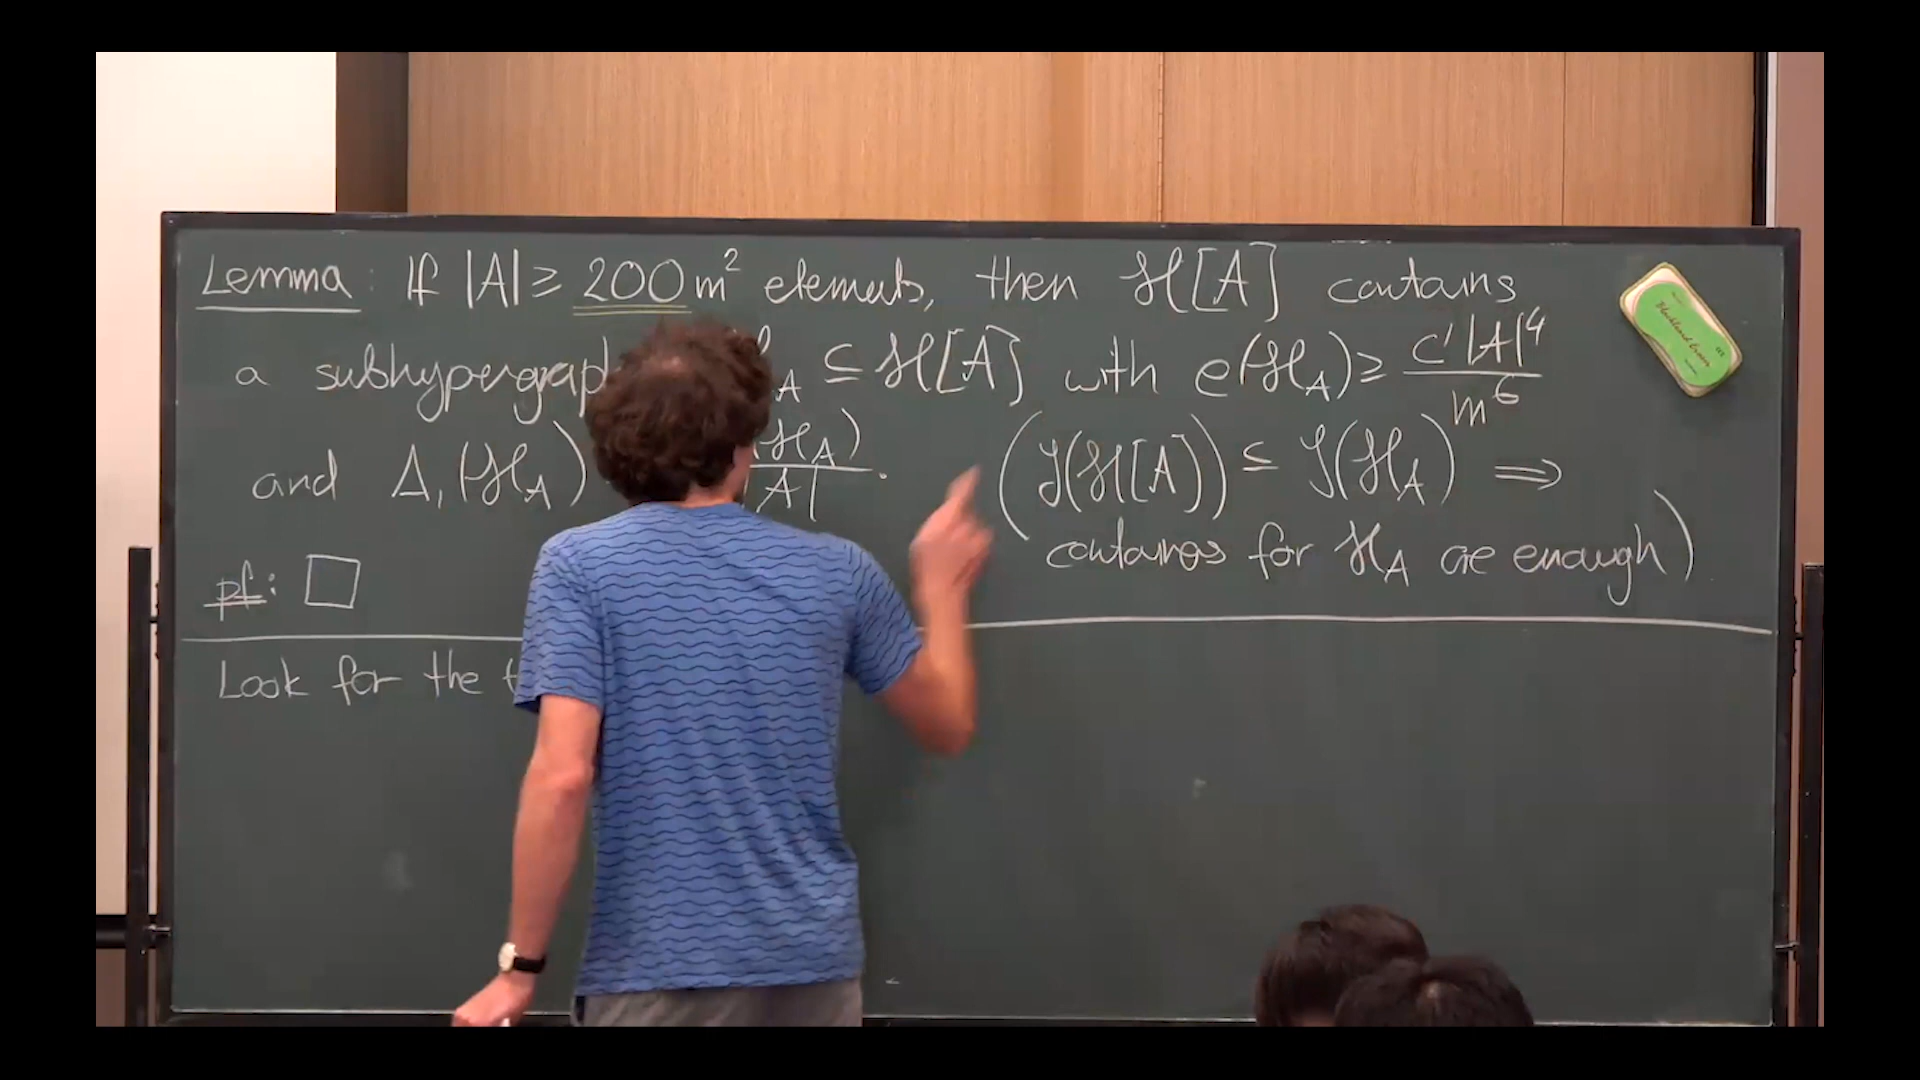 Lemma: If |A| ≥ 200m² elements, then ℋ[A] contains
a subhypergraph A ⊆ ℋ[A] with e(ℋ_A) ≥ c'|A|⁴ / m⁶
and Δ₁(ℋ_A) (ℋ_A) / |A| . (𝓘(ℋ[A]) ⊆ 𝓘(ℋ_A) ⟹
containers for ℋ_A are enough)
pf: □
Look for the